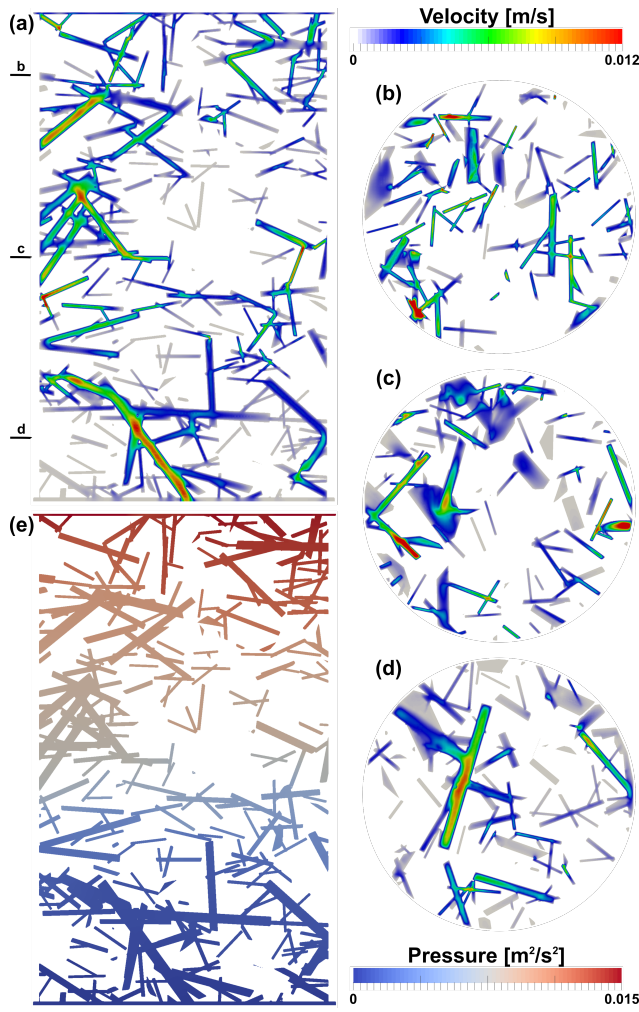 (a)
b
c
d
Velocity [m/s]
0
0.012
(b)
(c)
(e)
(d)
Pressure [m²/s²]
0
0.015